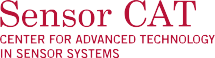 Sensor CAT
CENTER FOR ADVANCED TECHNOLOGY
IN SENSOR SYSTEMS